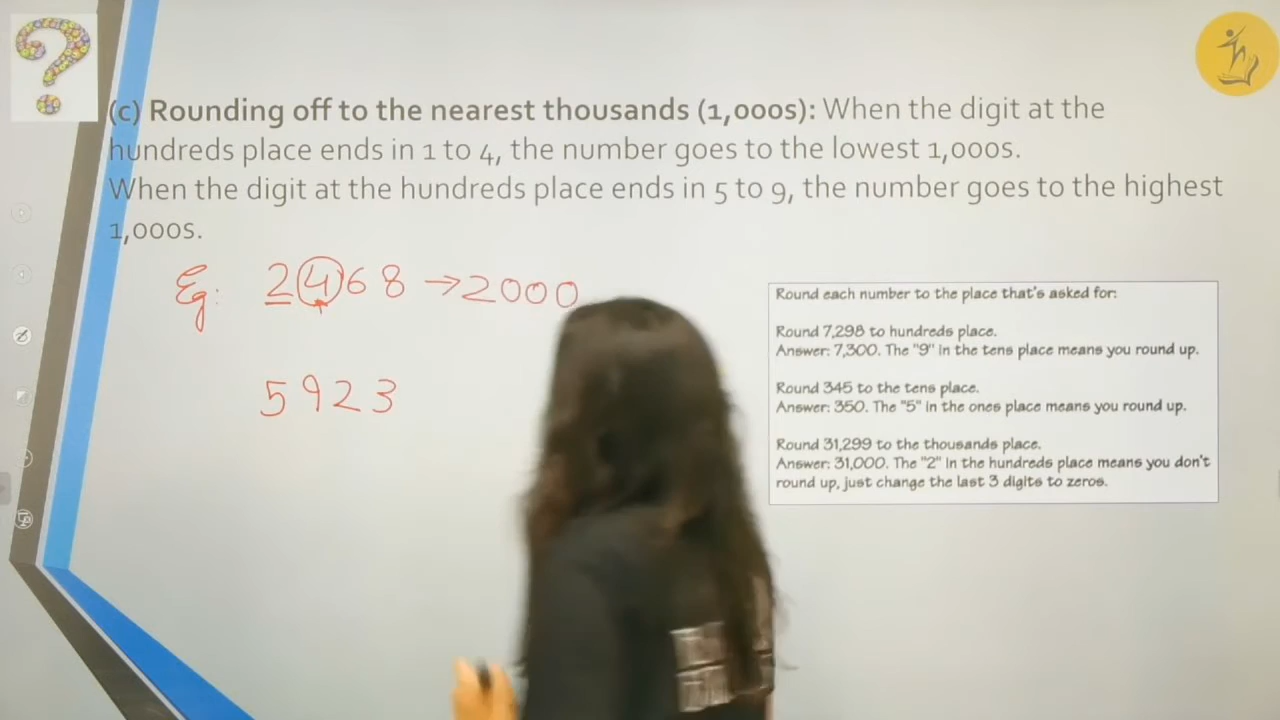 (c) Rounding off to the nearest thousands (1,000s): When the digit at the
hundreds place ends in 1 to 4, the number goes to the lowest 1,000s.
When the digit at the hundreds place ends in 5 to 9, the number goes to the highest
1,000s.
Eg: 2468 → 2000
5923
Round each number to the place that's asked for:
Round 7,298 to hundreds place.
Answer: 7,300. The "9" in the tens place means you round up.
Round 345 to the tens place.
Answer: 350. The "5" in the ones place means you round up.
Round 31,299 to the thousands place.
Answer: 31,000. The "2" in the hundreds place means you don't
round up, just change the last 3 digits to zeros.